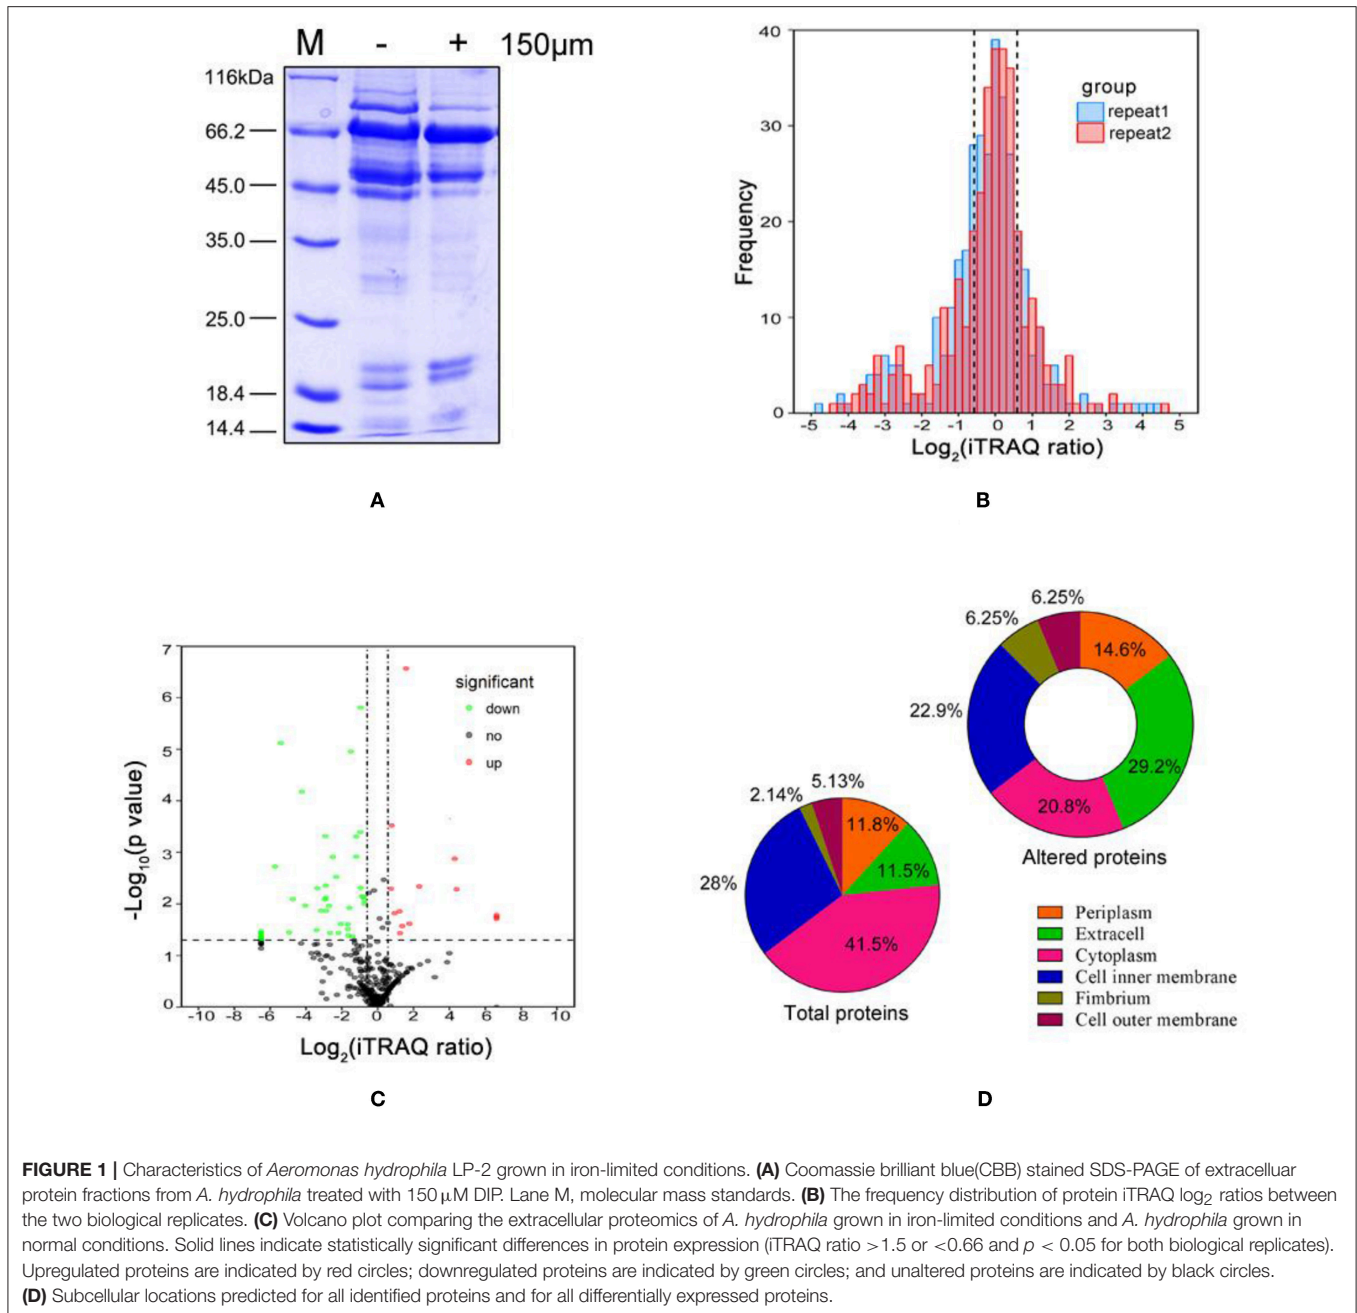 M - + 150µm
116kDa
66.2
45.0
35.0
25.0
18.4
14.4
A
40
30
20
10
0
Frequency
group
repeat1
repeat2
-5 -4 -3 -2 -1 0 1 2 3 4 5
Log2(iTRAQ ratio)
B
7
6
5
4
3
2
1
0
-Log10(p value)
significant
down
no
up
-10 -8 -6 -4 -2 0 2 4 6 8 10
Log2(iTRAQ ratio)
C
6.25%
6.25%
14.6%
22.9%
29.2%
20.8%
Altered proteins
5.13%
2.14%
11.8%
11.5%
28%
41.5%
Total proteins
Periplasm
Extracell
Cytoplasm
Cell inner membrane
Fimbrium
Cell outer membrane
D
FIGURE 1 | Characteristics of Aeromonas hydrophila LP-2 grown in iron-limited conditions. (A) Coomassie brilliant blue(CBB) stained SDS-PAGE of extracelluar
protein fractions from A. hydrophila treated with 150 µM DIP. Lane M, molecular mass standards. (B) The frequency distribution of protein iTRAQ log2 ratios between
the two biological replicates. (C) Volcano plot comparing the extracellular proteomics of A. hydrophila grown in iron-limited conditions and A. hydrophila grown in
normal conditions. Solid lines indicate statistically significant differences in protein expression (iTRAQ ratio >1.5 or <0.66 and p < 0.05 for both biological replicates).
Upregulated proteins are indicated by red circles; downregulated proteins are indicated by green circles; and unaltered proteins are indicated by black circles.
(D) Subcellular locations predicted for all identified proteins and for all differentially expressed proteins.